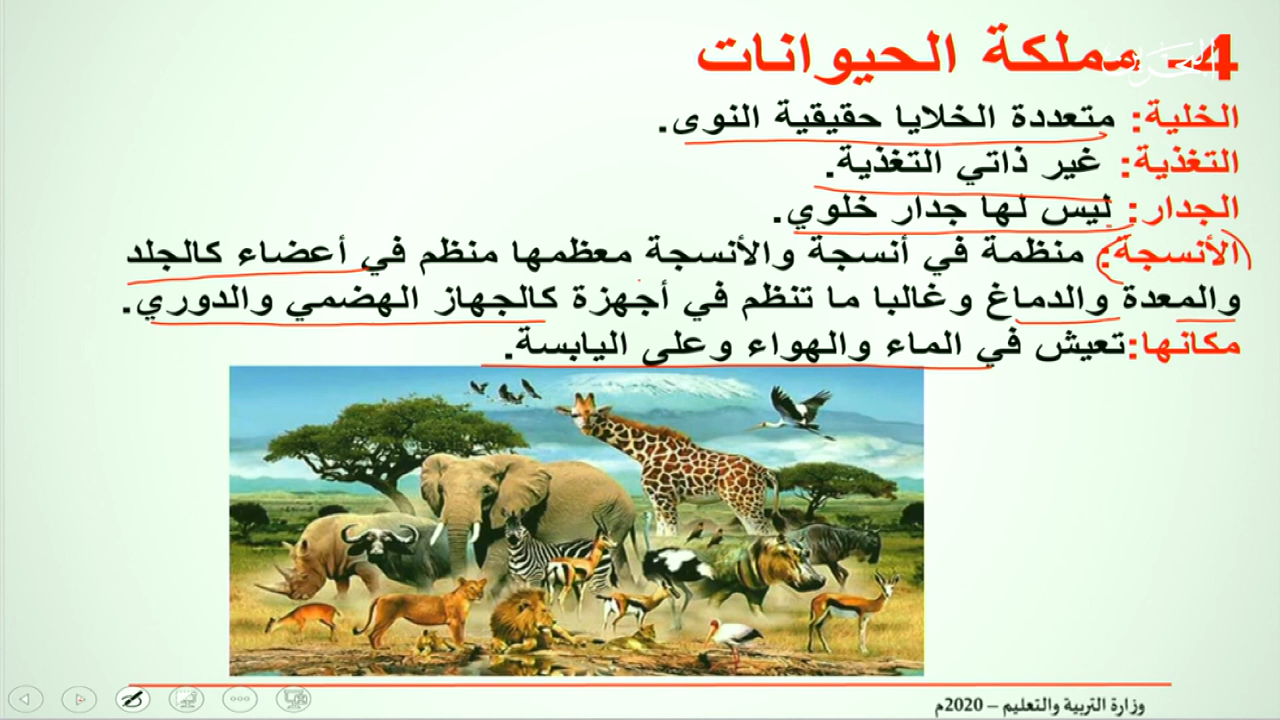 4- مملكة الحيوانات
البحرين
الخلية: متعددة الخلايا حقيقية النوى.
التغذية: غير ذاتي التغذية.
الجدار: ليس لها جدار خلوي.
الأنسجة: منظمة في أنسجة والأنسجة معظمها منظم في أعضاء كالجلد
والمعدة والدماغ وغالبا ما تنظم في أجهزة كالجهاز الهضمي والدوري.
مكانها: تعيش في الماء والهواء وعلى اليابسة.
وزارة التربية والتعليم – 2020م